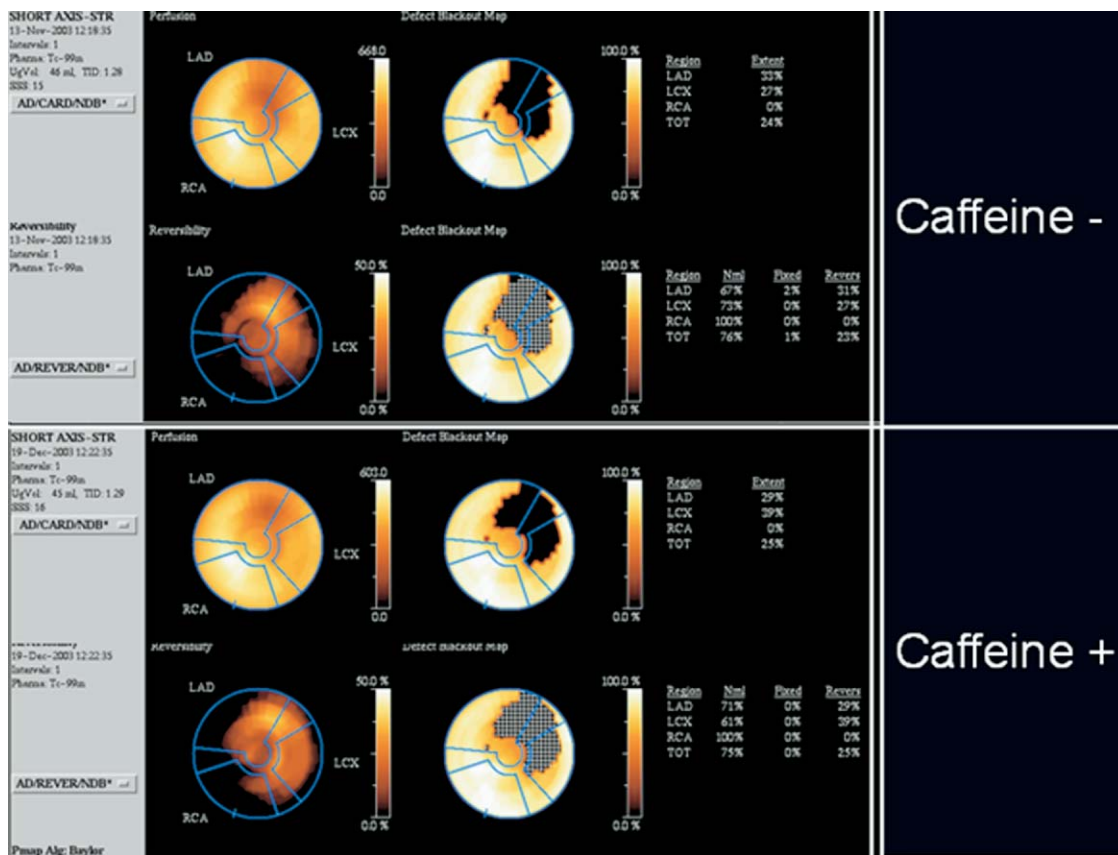 SHORT AXIS-STR
13-Nov-2003 12:18:35
Intervals: 1
Pharma: Tc-99m
UgVol: 46 ml, TID: 1.28
SSS: 15
AD/CARD/NDB*
Perfusion
LAD
LCX
RCA
668.0
0.0
Defect Blackout Map
100.0 %
0.0 %
Region Extent
LAD 33%
LCX 27%
RCA 0%
TOT 24%
Reversibility
13-Nov-2003 12:18:35
Intervals: 1
Pharma: Tc-99m
AD/REVER/NDB*
Reversibility
LAD
LCX
RCA
50.0 %
0.0 %
Defect Blackout Map
100.0 %
0.0 %
Region Nml Fixed Revers
LAD 67% 2% 31%
LCX 73% 0% 27%
RCA 100% 0% 0%
TOT 76% 1% 23%
Caffeine -
SHORT AXIS-STR
19-Dec-2003 12:22:35
Intervals: 1
Pharma: Tc-99m
UgVol: 45 ml, TID: 1.29
SSS: 16
AD/CARD/NDB*
Perfusion
LAD
LCX
RCA
603.0
0.0
Defect Blackout Map
100.0 %
0.0 %
Region Extent
LAD 29%
LCX 39%
RCA 0%
TOT 25%
19-Dec-2003 12:22:35
Intervals: 1
Pharma: Tc-99m
AD/REVER/NDB*
Pmap Alg: Baylor
Reversibility
LAD
LCX
RCA
50.0 %
0.0 %
Defect Blackout Map
100.0 %
0.0 %
Region Nml Fixed Revers
LAD 71% 0% 29%
LCX 61% 0% 39%
RCA 100% 0% 0%
TOT 75% 0% 25%
Caffeine +